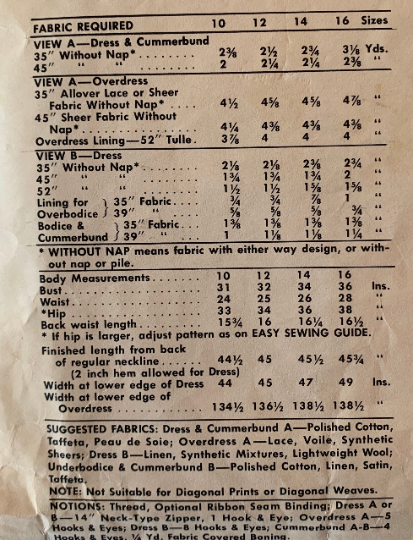 FABRIC REQUIRED 10 12 14 16 Sizes
VIEW A—Dress & Cummerbund
35" Without Nap* ........ 2⅜ 2½ 2¾ 3⅛ Yds.
45" " " ........ 2 2¼ 2¼ 2⅜ "
VIEW A—Overdress
35" Allover Lace or Sheer
Fabric Without Nap* .... 4½ 4⅝ 4⅝ 4⅞ "
45" Sheer Fabric Without
Nap* ............. 4¼ 4⅜ 4⅜ 4⅜ "
Overdress Lining—52" Tulle . 3⅞ 4 4 4 "
VIEW B—Dress
35" Without Nap* ........ 2⅛ 2⅛ 2⅜ 2¾ "
45" " " ........ 1¾ 1¾ 1¾ 2 "
52" " " ........ 1½ 1½ 1⅝ 1⅝ "
Lining for } 35" Fabric .... ¾ ¾ ⅞ 1 "
Overbodice } 39" " .... ⅝ ⅝ ⅝ ¾ "
Bodice & } 35" Fabric ... 1⅜ 1⅜ 1⅜ 1⅜ "
Cummerbund } 39" " ... 1 1⅛ 1⅛ 1¼ "
* WITHOUT NAP means fabric with either way design, or with-
out nap or pile.
Body Measurements ........ 10 12 14 16
Bust ................ 31 32 34 36 Ins.
Waist ............... 24 25 26 28 "
*Hip ................ 33 34 36 38 "
Back waist length ......... 15¾ 16 16¼ 16½ "
* If hip is larger, adjust pattern as on EASY SEWING GUIDE.
Finished length from back
of regular neckline ....... 44½ 45 45½ 45¾ "
(2 inch hem allowed for Dress)
Width at lower edge of Dress 44 45 47 49 Ins.
Width at lower edge of
Overdress ............ 134½ 136½ 138½ 138½ "
SUGGESTED FABRICS: Dress & Cummerbund A—Polished Cotton,
Taffeta, Peau de Soie; Overdress A—Lace, Voile, Synthetic
Sheers; Dress B—Linen, Synthetic Mixtures, Lightweight Wool;
Underbodice & Cummerbund B—Polished Cotton, Linen, Satin,
Taffeta.
NOTE: Not Suitable for Diagonal Prints or Diagonal Weaves.
NOTIONS: Thread, Optional Ribbon Seam Binding; Dress A or
B—14" Neck-Type Zipper, 1 Hook & Eye; Overdress A—5
Hooks & Eyes; Dress B—8 Hooks & Eyes; Cummerbund A-B—4
Hooks & Eyes, ¼ Yd. Fabric Covered Boning.